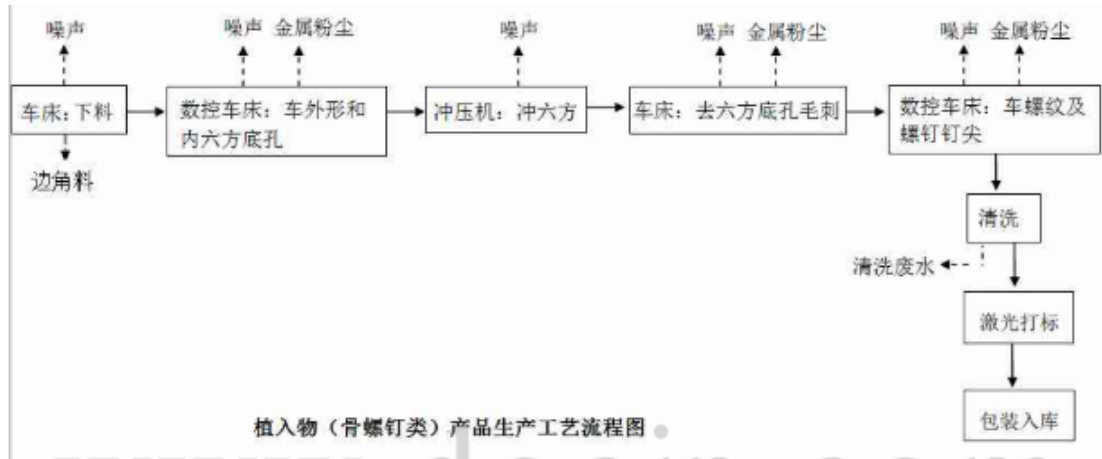 噪声
噪声 金属粉尘
噪声
噪声 金属粉尘
噪声 金属粉尘
车床：下料
数控车床：车外形和
内六方底孔
冲压机：冲六方
车床：去六方底孔毛刺
数控车床：车螺纹及
螺钉钉尖
边角料
清洗
清洗废水
激光打标
包装入库
植入物（骨螺钉类）产品生产工艺流程图